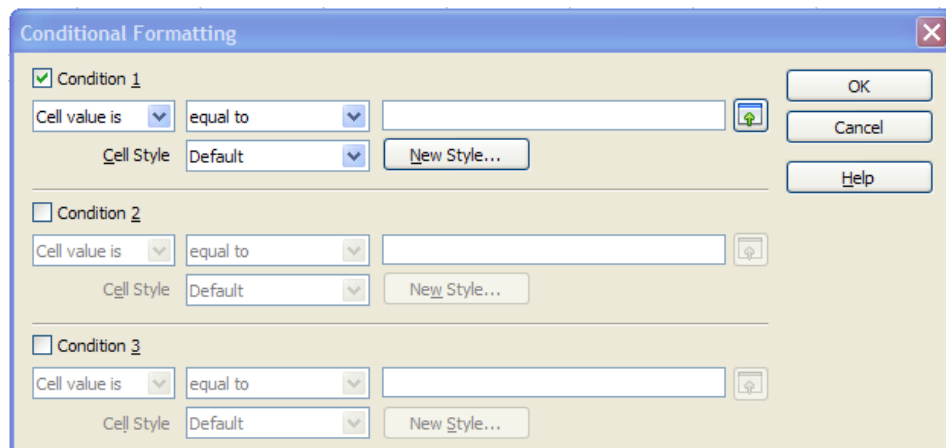 Conditional Formatting
Condition 1
Cell value is equal to
Cell Style Default New Style...
Condition 2
Cell value is equal to
Cell Style Default New Style...
Condition 3
Cell value is equal to
Cell Style Default New Style...
OK
Cancel
Help